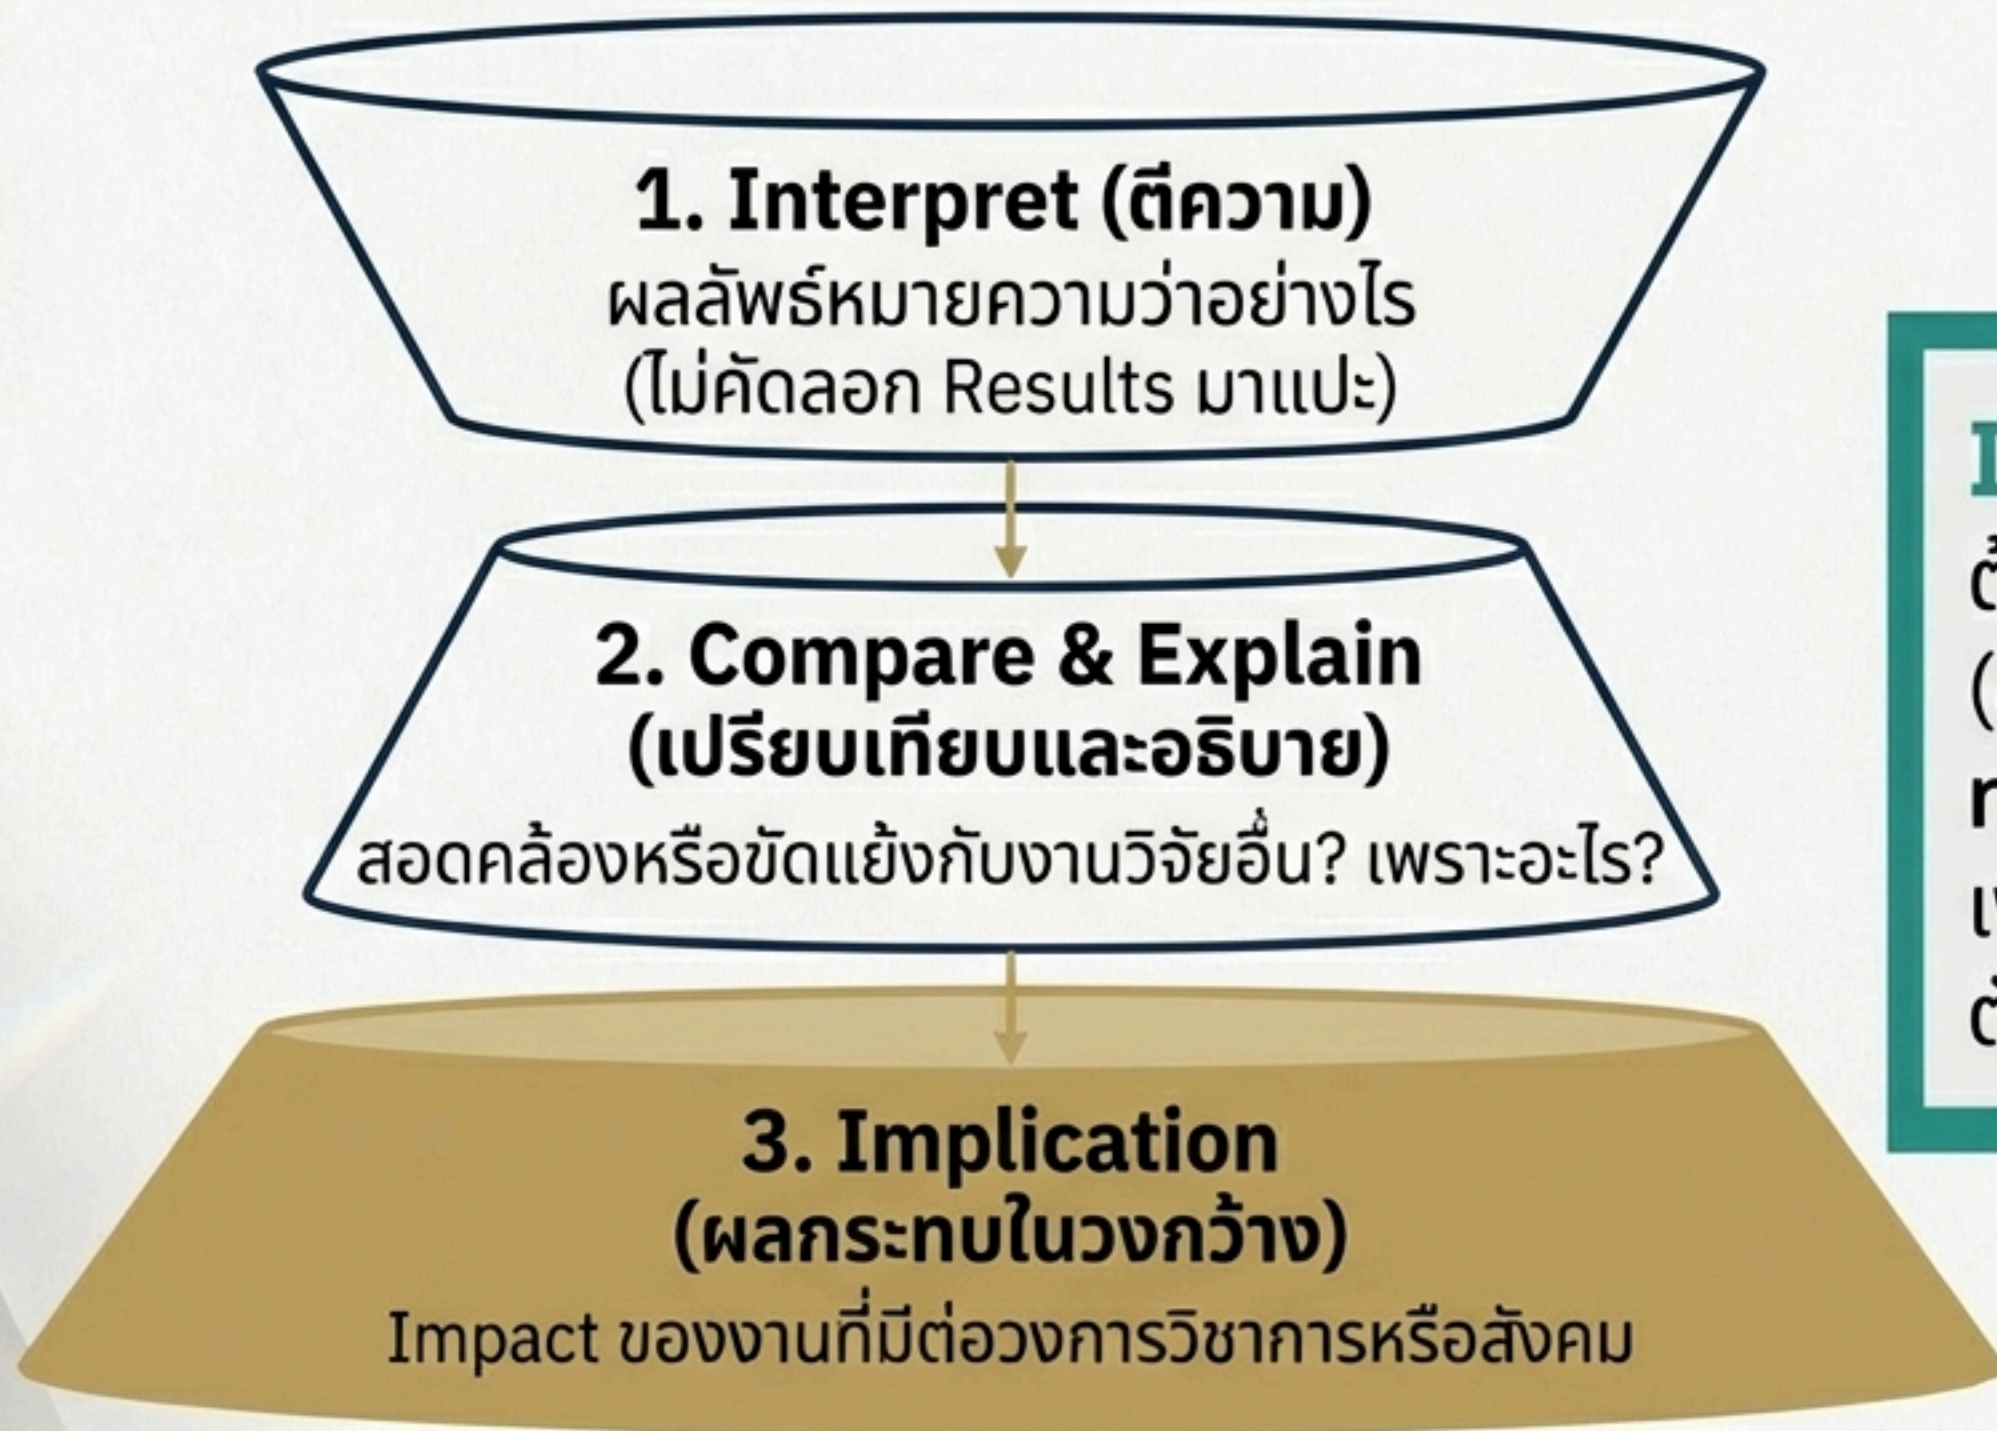 1. Interpret (ตีความ)
ผลลัพธ์หมายความว่าอย่างไร
(ไม่คัดลอก Results มาแปะ)
2. Compare & Explain
(เปรียบเทียบและอธิบาย)
สอดคล้องหรือขัดแย้งกับงานวิจัยอื่น? เพราะอะไร?
3. Implication
(ผลกระทบในวงกว้าง)
Impact ของงานที่มีต่อวงการวิชาการหรือสังคม